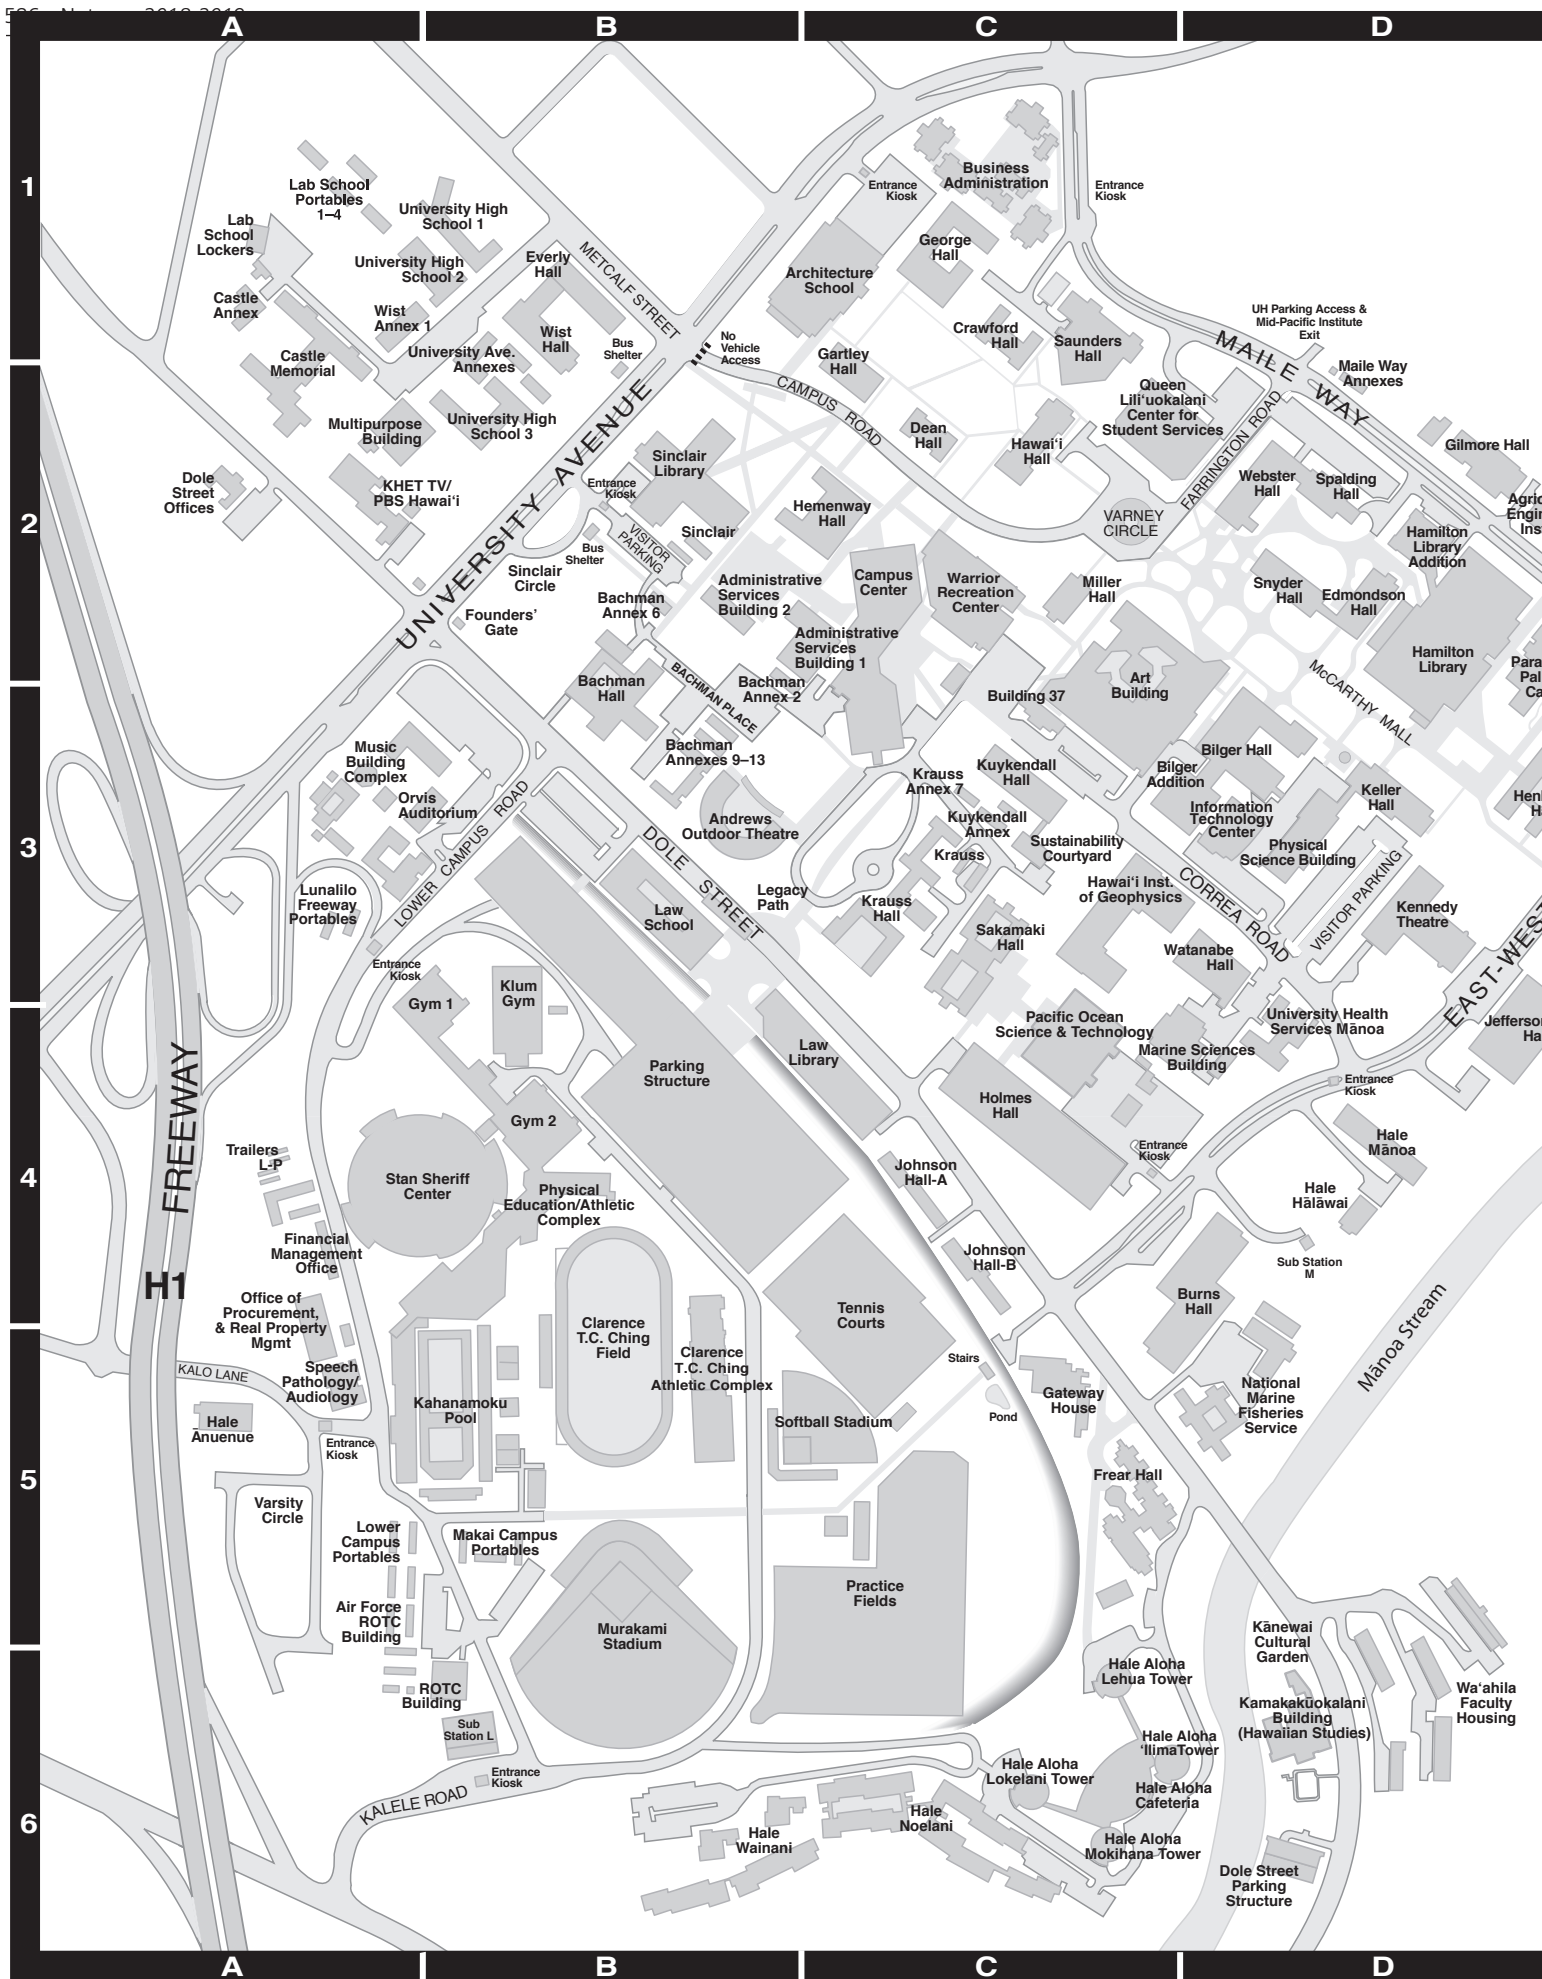 A
B
C
D
1
Lab School
Portables
1–4
Lab
School
Lockers
University High
School 1
University High
School 2
Castle
Annex
Wist
Annex 1
Castle
Memorial
University Ave.
Annexes
Everly
Hall
Wist
Hall
METCALF STREET
Bus
Shelter
No
Vehicle
Access
Entrance
Kiosk
Business
Administration
Entrance
Kiosk
George
Hall
Architecture
School
Crawford
Hall
Saunders
Hall
Gartley
Hall
UH Parking Access &
Mid-Pacific Institute
Exit
MAILE WAY
Maile Way
Annexes
2
Multipurpose
Building
University High
School 3
Dole
Street
Offices
KHET TV/
PBS Hawai‘i
UNIVERSITY AVENUE
CAMPUS ROAD
Sinclair
Library
Entrance
Kiosk
Sinclair
VISITOR
PARKING
Bus
Shelter
Sinclair
Circle
Founders’
Gate
Bachman
Annex 6
Administrative
Services
Building 2
Administrative
Services
Building 1
Hemenway
Hall
Dean
Hall
Hawai‘i
Hall
Queen
Lili‘uokalani
Center for
Student Services
FARRINGTON ROAD
VARNEY
CIRCLE
Campus
Center
Warrior
Recreation
Center
Miller
Hall
Webster
Hall
Spalding
Hall
Gilmore Hall
Hamilton
Library
Addition
Snyder
Hall
Edmondson
Hall
Hamilton
Library
McCARTHY MALL
Art
Building
3
Bachman
Hall
BACHMAN PLACE
Bachman
Annex 2
Bachman
Annexes 9–13
Building 37
Music
Building
Complex
Orvis
Auditorium
LOWER CAMPUS ROAD
Lunalilo
Freeway
Portables
Entrance
Kiosk
Andrews
Outdoor Theatre
DOLE STREET
Legacy
Path
Law
School
Krauss
Annex 7
Kuykendall
Hall
Kuykendall
Annex
Krauss
Krauss
Hall
Sustainability
Courtyard
Bilger Hall
Bilger
Addition
Information
Technology
Center
Physical
Science Building
Keller
Hall
Hawai‘i Inst.
of Geophysics
CORREA ROAD
VISITOR PARKING
Kennedy
Theatre
Sakamaki
Hall
Watanabe
Hall
EAST-WEST
4
Gym 1
Klum
Gym
Parking
Structure
Law
Library
Pacific Ocean
Science & Technology
University Health
Services Mānoa
Marine Sciences
Building
Entrance
Kiosk
Holmes
Hall
Entrance
Kiosk
Hale
Mānoa
Hale
Hālāwai
Sub Station
M
FREEWAY
H1
Trailers
L-P
Gym 2
Stan Sheriff
Center
Physical
Education/Athletic
Complex
Johnson
Hall-A
Johnson
Hall-B
Financial
Management
Office
Office of
Procurement,
& Real Property
Mgmt
Burns
Hall
Mānoa Stream
5
KALO LANE
Speech
Pathology/
Audiology
Hale
Ānuenue
Entrance
Kiosk
Kahanamoku
Pool
Clarence
T.C. Ching
Field
Clarence
T.C. Ching
Athletic Complex
Tennis
Courts
Softball Stadium
Stairs
Pond
Gateway
House
National
Marine
Fisheries
Service
Frear Hall
Varsity
Circle
Lower
Campus
Portables
Makai Campus
Portables
Air Force
ROTC
Building
Murakami
Stadium
Practice
Fields
Kānewai
Cultural
Garden
6
ROTC
Building
Sub
Station L
Entrance
Kiosk
KALELE ROAD
Hale
Wainani
Hale
Noelani
Hale Aloha
Lehua Tower
Hale Aloha
‘IlimaTower
Hale Aloha
Lokelani Tower
Hale Aloha
Cafeteria
Hale Aloha
Mokihana Tower
Kamakakūokalani
Building
(Hawaiian Studies)
Wa‘ahila
Faculty
Housing
Dole Street
Parking
Structure
A
B
C
D